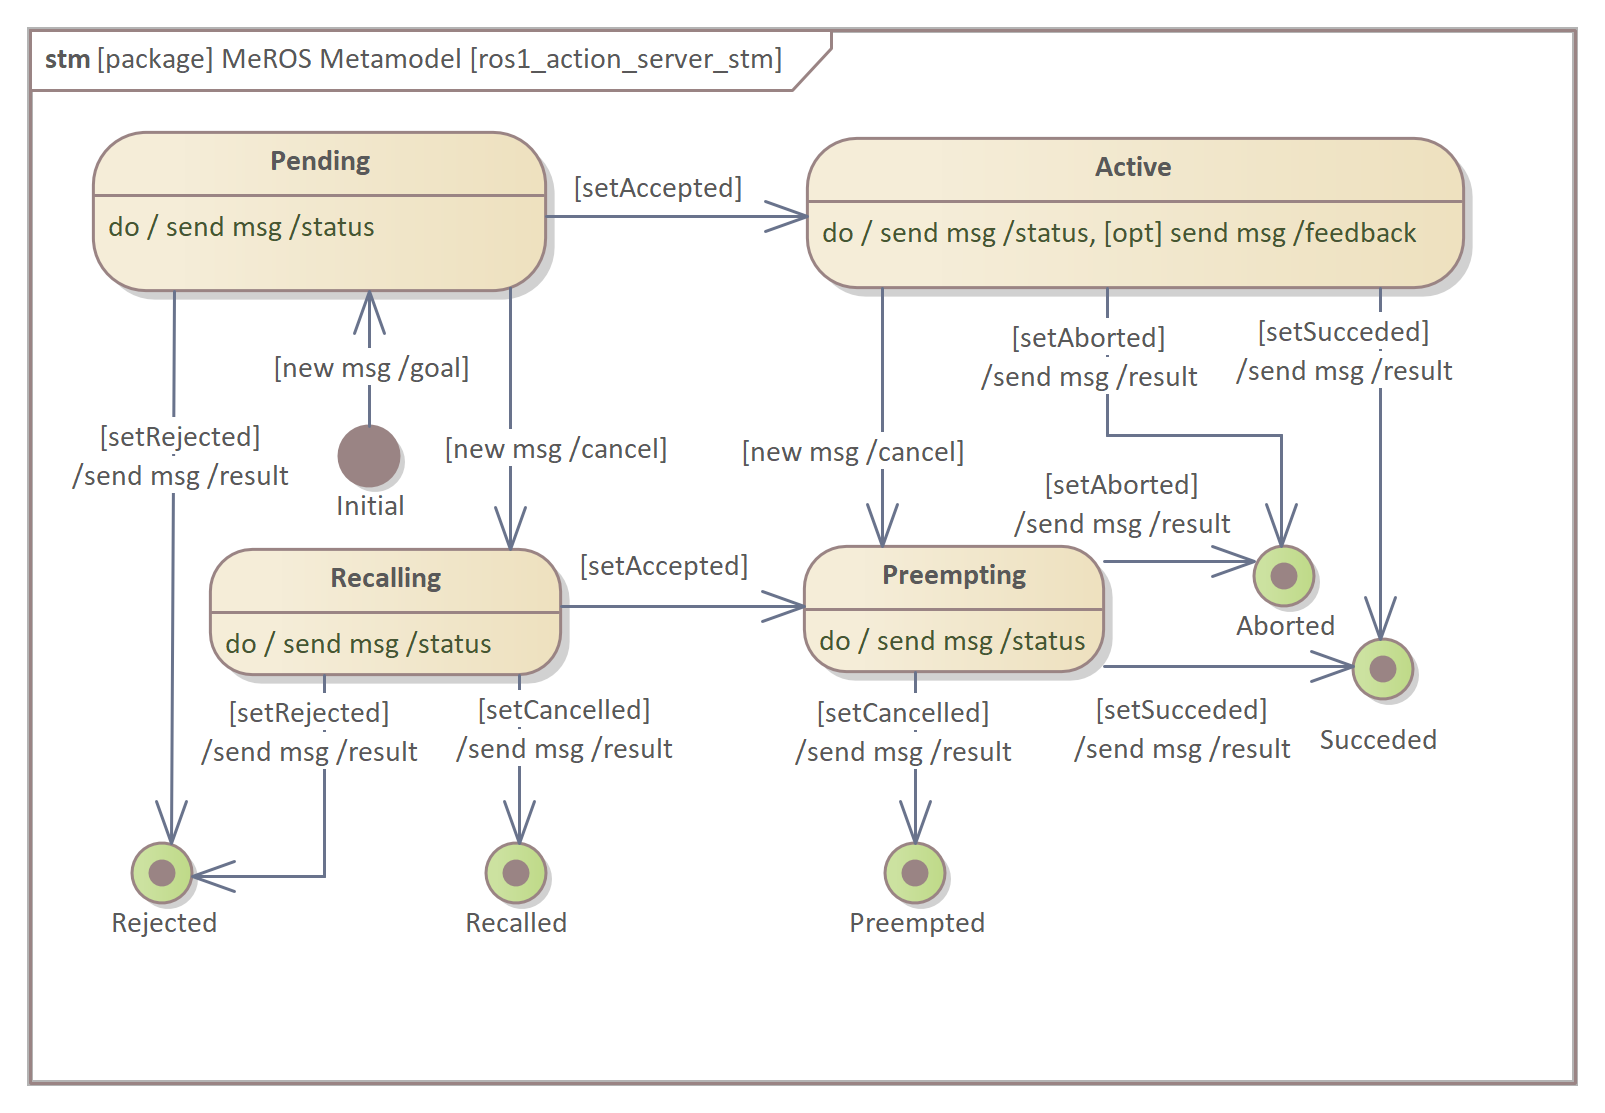 stm [package] MeROS Metamodel [ros1_action_server_stm]
Pending
do / send msg /status
[setAccepted]
Active
do / send msg /status, [opt] send msg /feedback
[new msg /goal]
Initial
[setRejected]
/send msg /result
[new msg /cancel]
[new msg /cancel]
[setAborted]
/send msg /result
[setSucceded]
/send msg /result
[setAborted]
/send msg /result
Recalling
do / send msg /status
[setAccepted]
Preempting
do / send msg /status
Aborted
[setRejected]
/send msg /result
[setCancelled]
/send msg /result
[setCancelled]
/send msg /result
[setSucceded]
/send msg /result
Succeded
Rejected
Recalled
Preempted